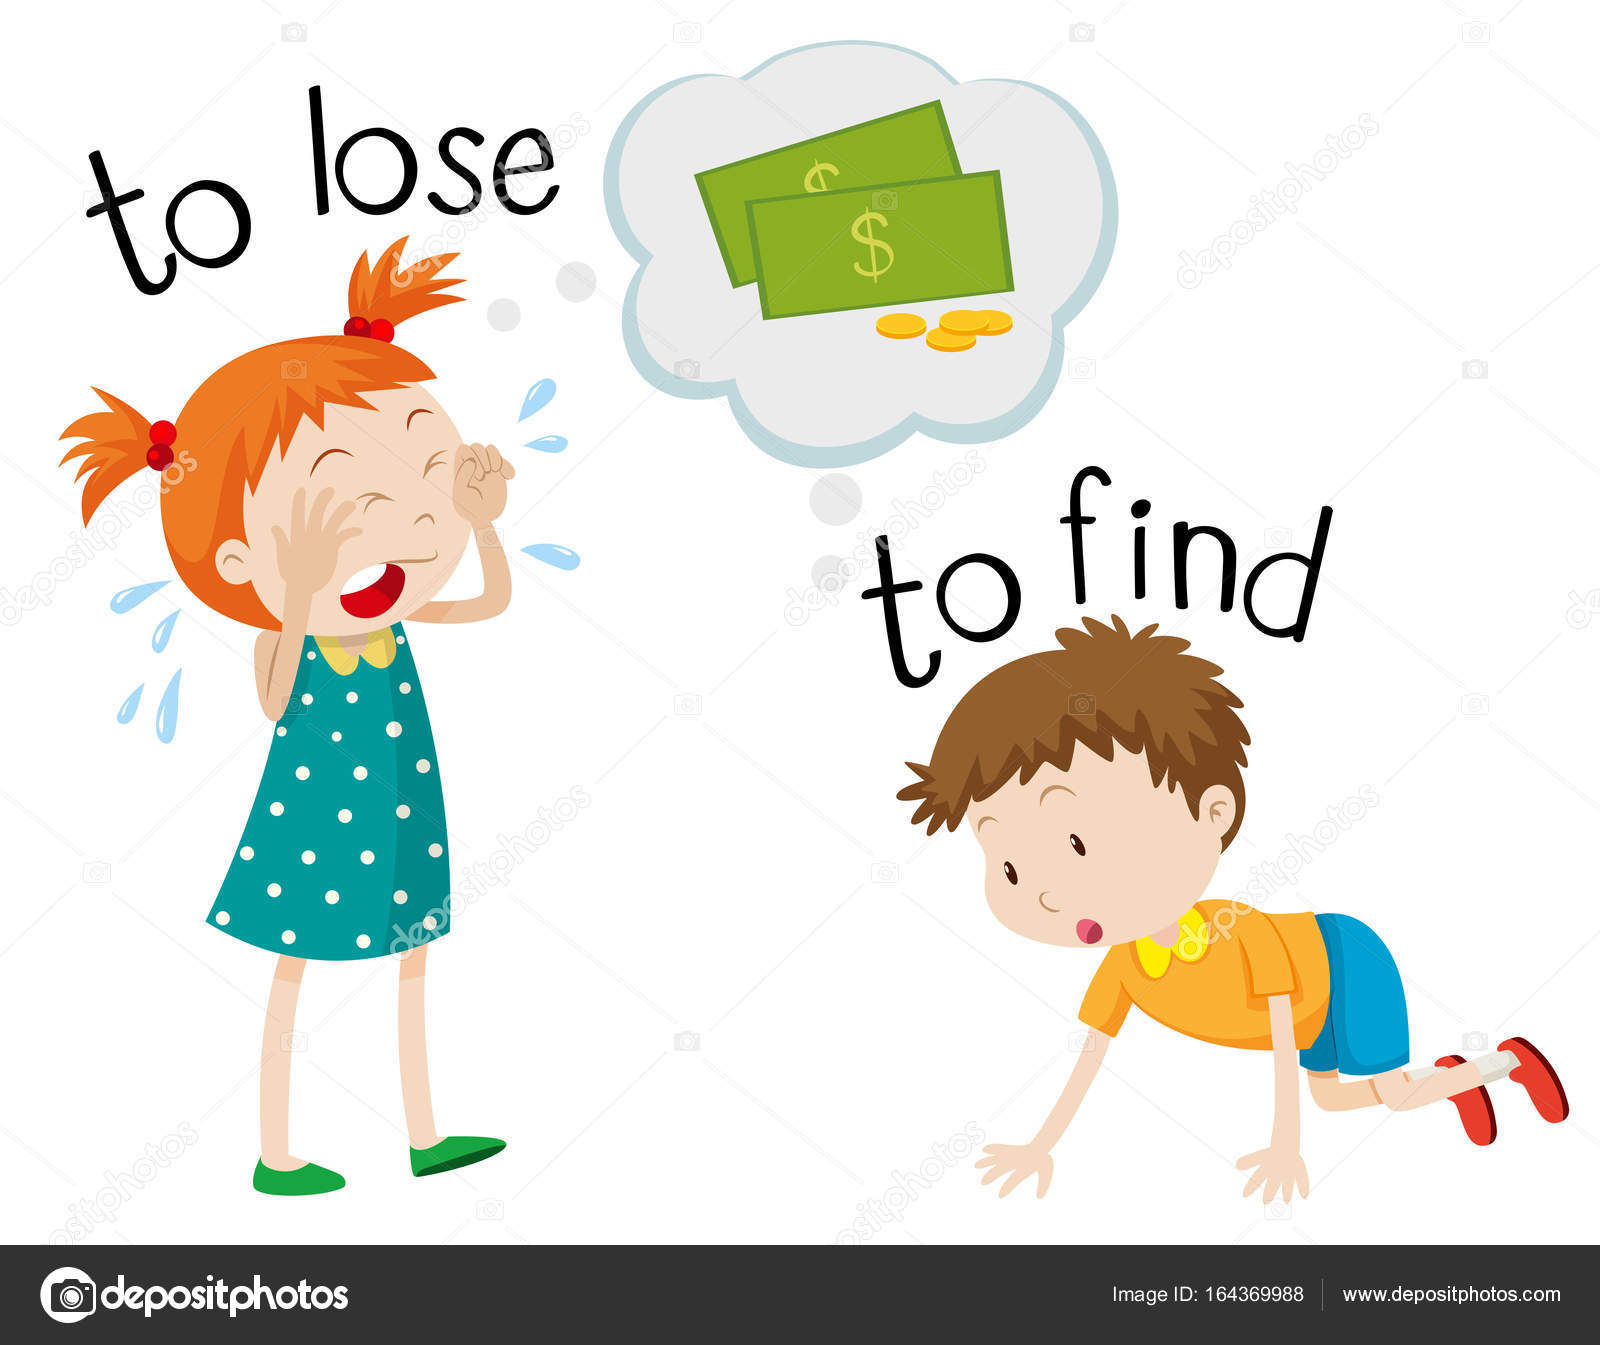 to lose
$
$
to find
depositphotos
Image ID: 164369988
www.depositphotos.com